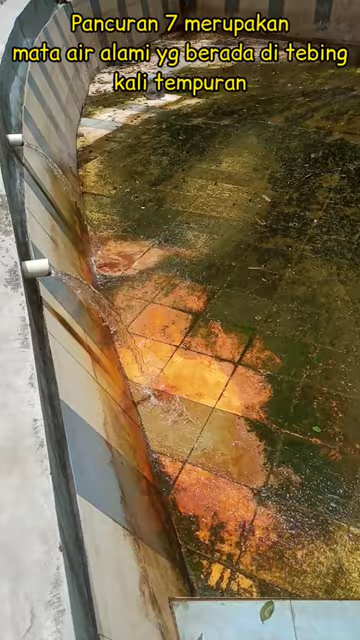 Pancuran 7 merupakan
mata air alami yg berada di tebing
kali tempuran